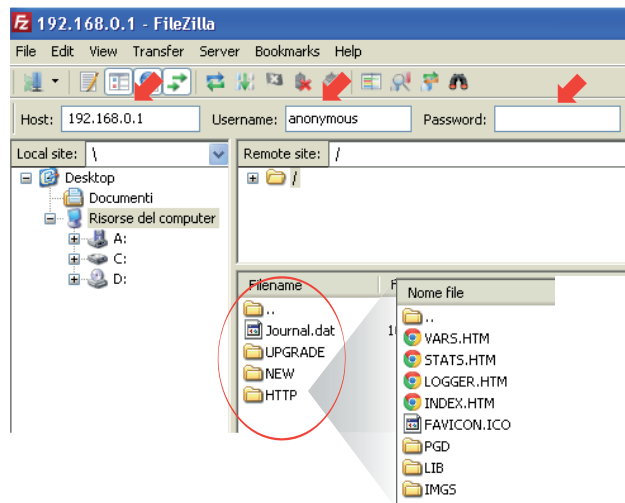 192.168.0.1 - FileZilla
File Edit View Transfer Server Bookmarks Help
Host: 192.168.0.1 Username: anonymous Password:
Local site: \ Remote site: /
Desktop
Documenti
Risorse del computer
A:
C:
D:
/
Filename
..
Journal.dat
UPGRADE
NEW
HTTP
Nome file
..
VARS.HTM
STATS.HTM
LOGGER.HTM
INDEX.HTM
FAVICON.ICO
PGD
LIB
IMGS